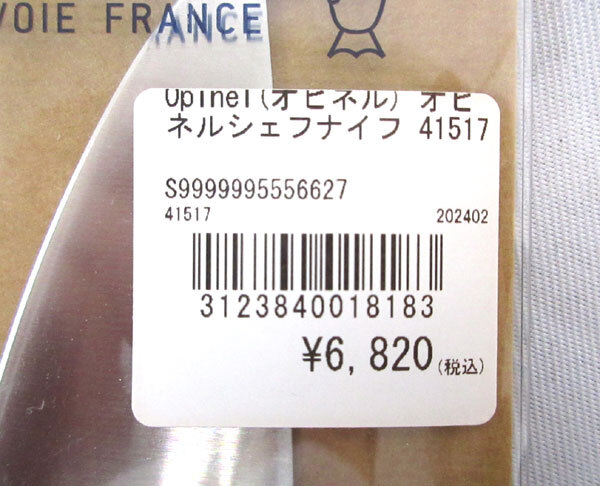 VOIE FRANCE
Opinel(オピネル) オピ
ネルシェフナイフ 41517
S9999995556627
41517
202402
3123840018183
¥6,820(税込)